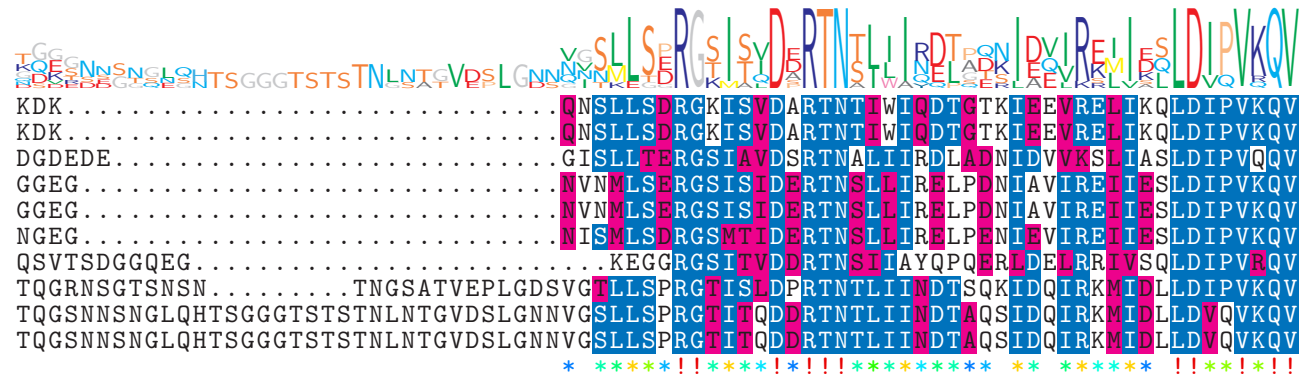 KDK...............................QNSLLSDRGKISVDARTNTIWIQDTGTKIEEVRELIKQLDIPVKQV
KDK...............................QNSLLSDRGKISVDARTNTIWIQDTGTKIEEVRELIKQLDIPVKQV
DGDEDE............................GISLLTERGSIAVDSRTNALIIRDLADNIDVVKSLIASLDIPVQQV
GGEG..............................NVNMLSERGSISIDERTNSLLIRELPDNIAVIREIIESLDIPVKQV
GGEG..............................NVNMLSERGSISIDERTNSLLIRELPDNIAVIREIIESLDIPVKQV
NGEG..............................NISMLSDRGSMTIDERTNSLLIRELPENIEVIREIIESLDIPVKQV
QSVTSDGGQEG..........................KEGGRGSITVDDRTNSIIAYQPQERLDELRRIVSQLDIPVRQV
TQGRNSGTSNSN.........TNGSATVEPLGDSVGTLLSPRGTISLDPRTNTLIINDTSQKIDQIRKMIDLLDIPVKQV
TQGSNNSNGLQHTSGGGTSTSTNLNTGVDSLGNNVGSLLSPRGTITQDDRTNTLIINDTAQSIDQIRKMIDLLDVQVKQV
TQGSNNSNGLQHTSGGGTSTSTNLNTGVDSLGNNVGSLLSPRGTITQDDRTNTLIINDTAQSIDQIRKMIDLLDVQVKQV
* *****!!****!*!!!********* ** ****** !!**!*!!